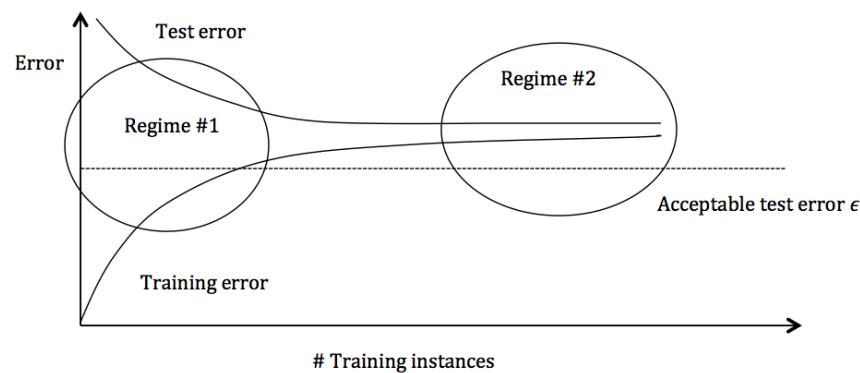 Test error
Error
Regime #2
Regime #1
Acceptable test error ϵ
Training error
# Training instances